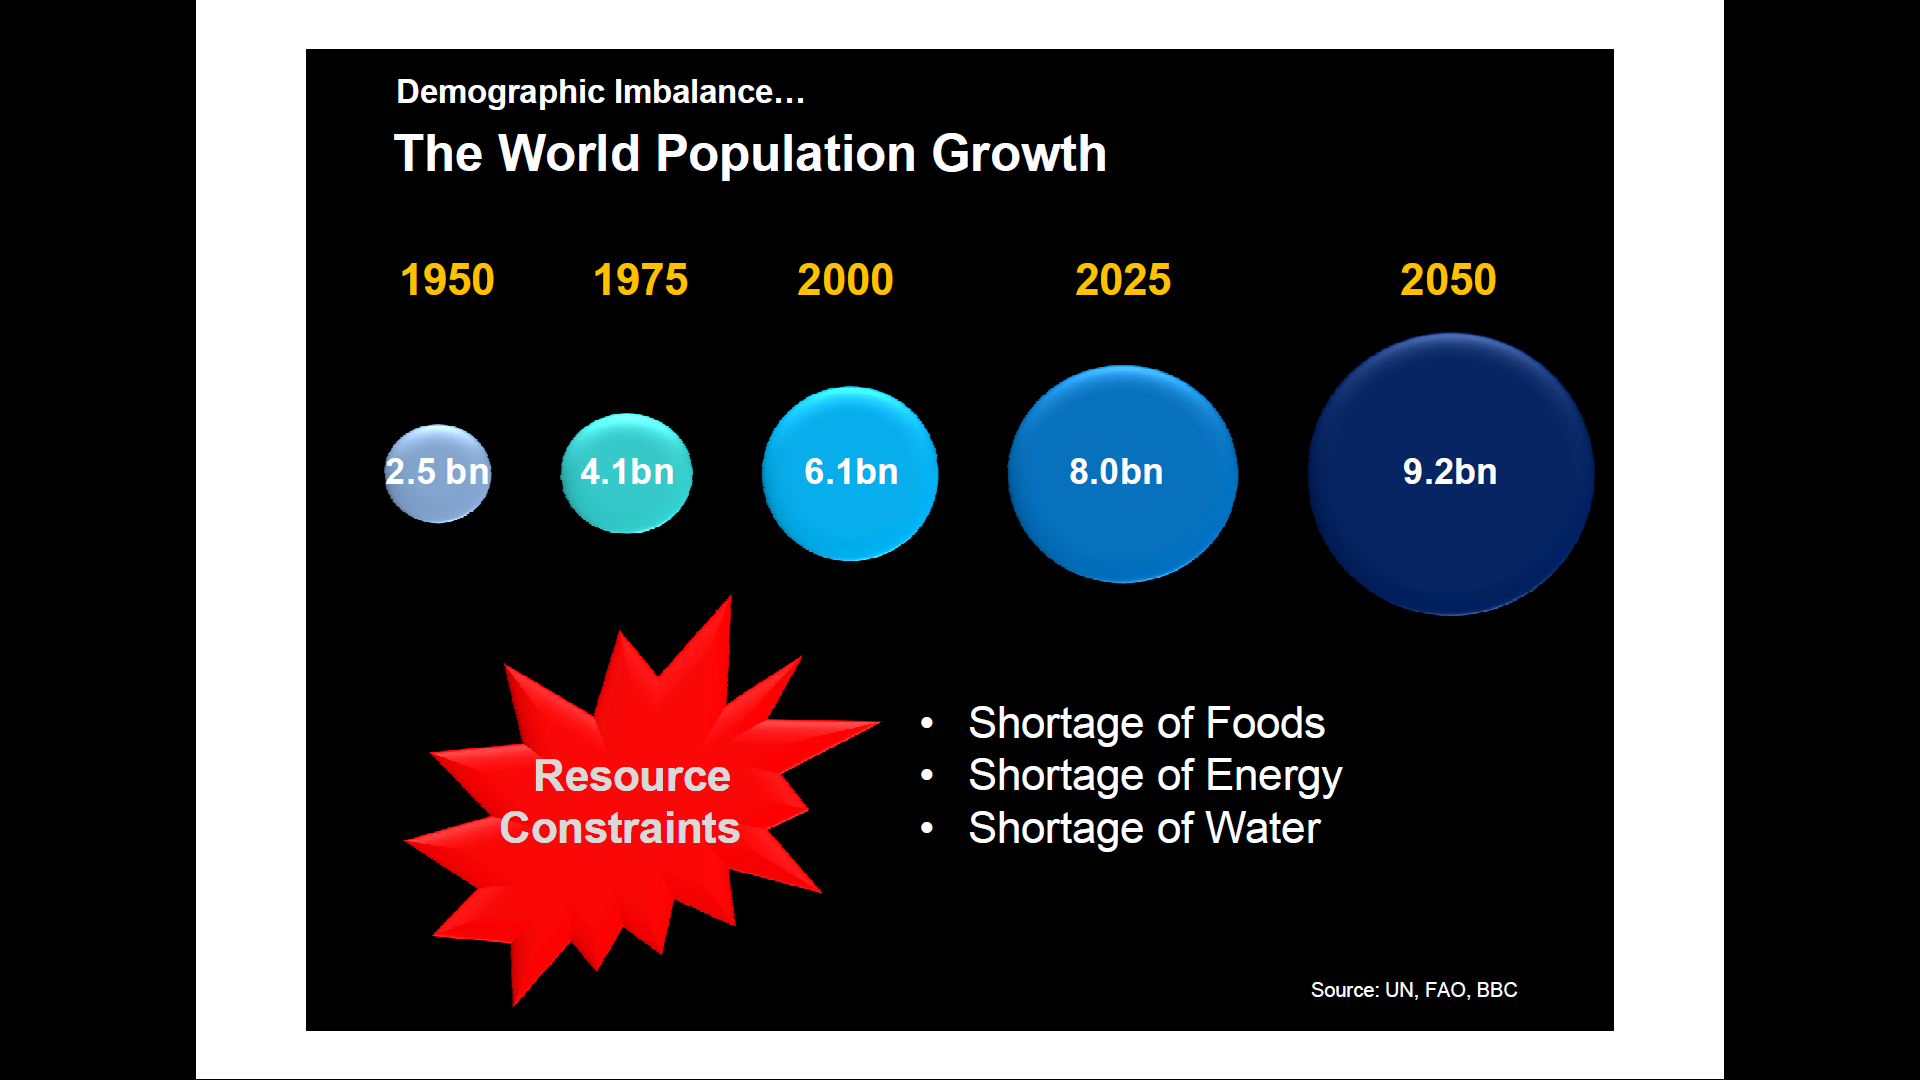 Demographic Imbalance…
The World Population Growth
1950 1975 2000 2025 2050
2.5 bn 4.1bn 6.1bn 8.0bn 9.2bn
Resource
Constraints
• Shortage of Foods
• Shortage of Energy
• Shortage of Water
Source: UN, FAO, BBC